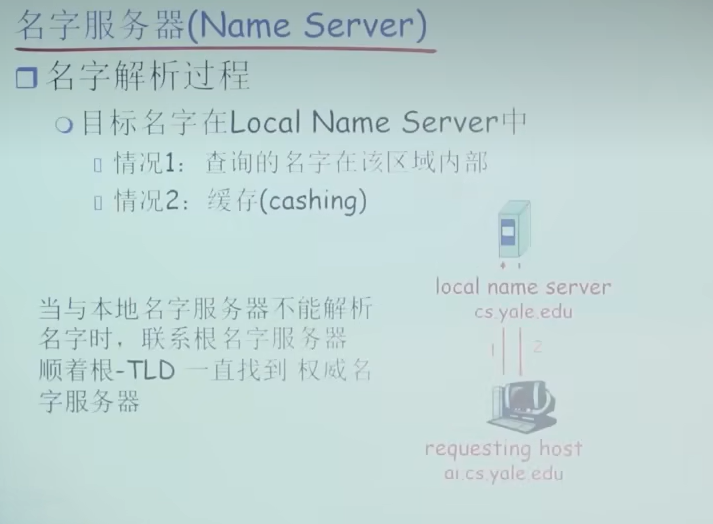 名字服务器(Name Server)
名字解析过程
目标名字在Local Name Server中
情况1：查询的名字在该区域内部
情况2：缓存(cashing)
当与本地名字服务器不能解析
名字时，联系根名字服务器
顺着根-TLD 一直找到 权威名
字服务器
local name server
cs.yale.edu
1 2
requesting host
ai.cs.yale.edu